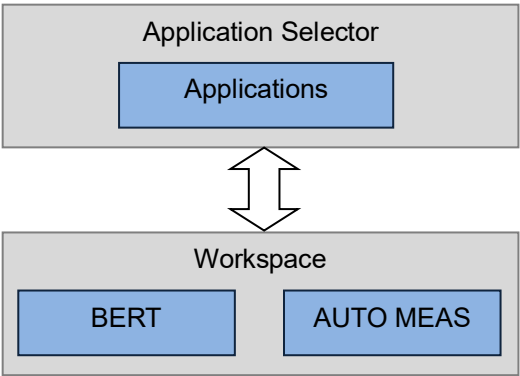 Application Selector
Applications
Workspace
BERT
AUTO MEAS